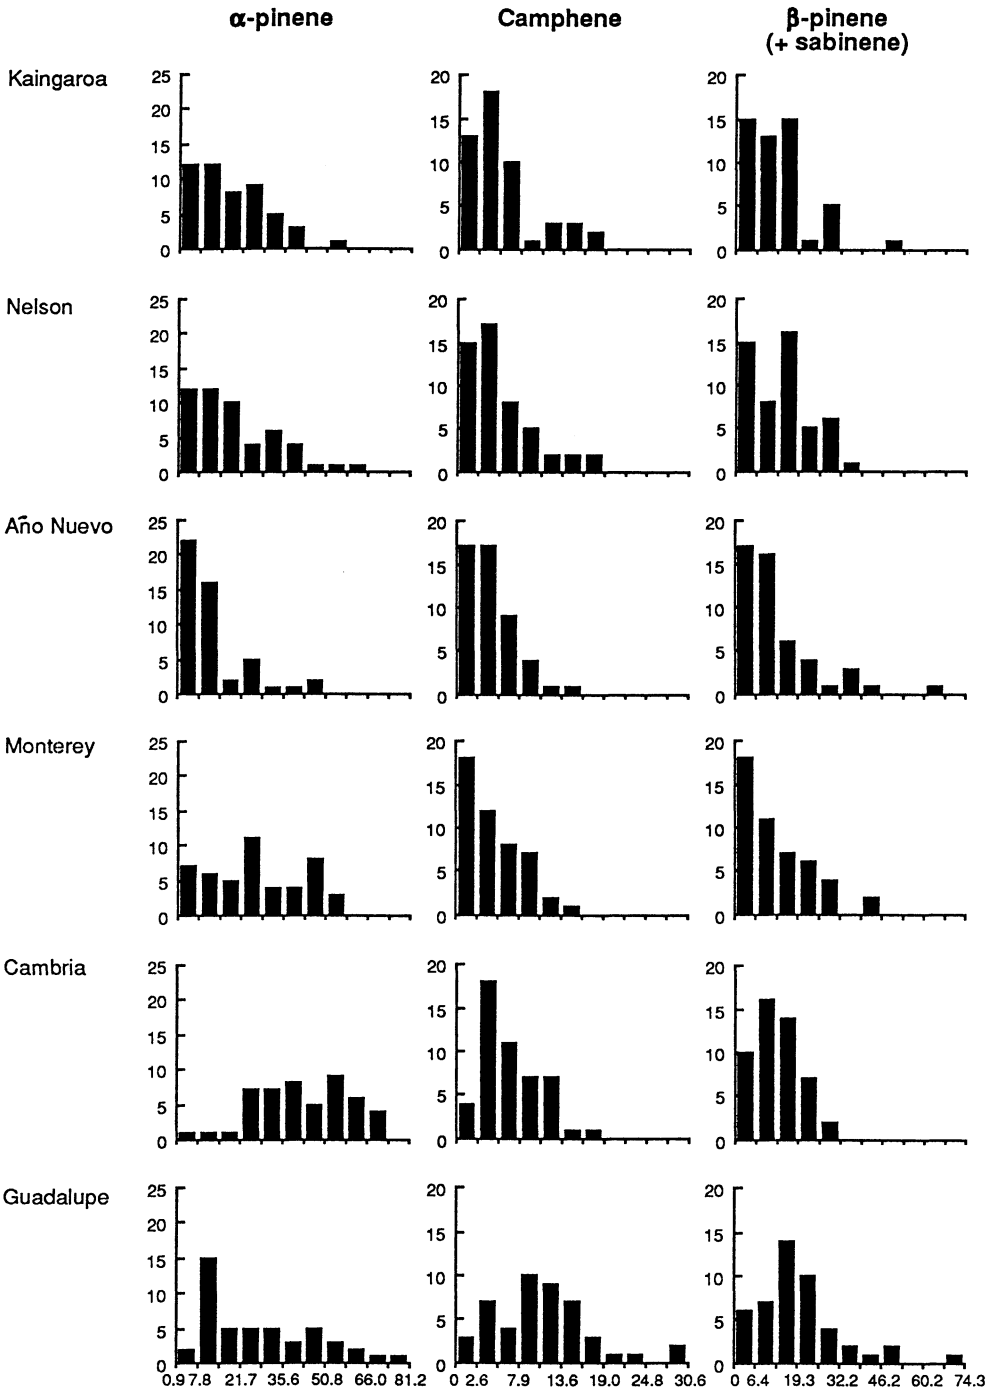 α-pinene Camphene β-pinene
(+ sabinene)
Kaingaroa
25 20 15 10 5 0
20 15 10 5 0
20 15 10 5 0
Nelson
25 20 15 10 5 0
20 15 10 5 0
20 15 10 5 0
Año Nuevo
25 20 15 10 5 0
20 15 10 5 0
20 15 10 5 0
Monterey
25 20 15 10 5 0
20 15 10 5 0
20 15 10 5 0
Cambria
25 20 15 10 5 0
20 15 10 5 0
20 15 10 5 0
Guadalupe
25 20 15 10 5 0
20 15 10 5 0
20 15 10 5 0
0.9 7.8 21.7 35.6 50.8 66.0 81.2 0 2.6 7.9 13.6 19.0 24.8 30.6 0 6.4 19.3 32.2 46.2 60.2 74.3